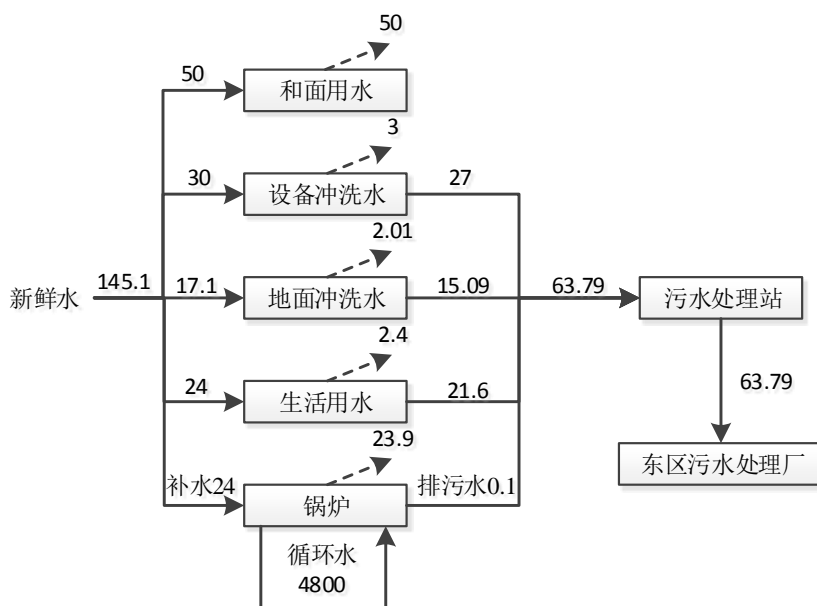 50
50
和面用水
3
30
设备冲洗水
27
2.01
新鲜水
145.1
17.1
地面冲洗水
15.09
63.79
污水处理站
2.4
24
生活用水
21.6
63.79
23.9
东区污水处理厂
补水24
锅炉
排污水0.1
循环水
4800